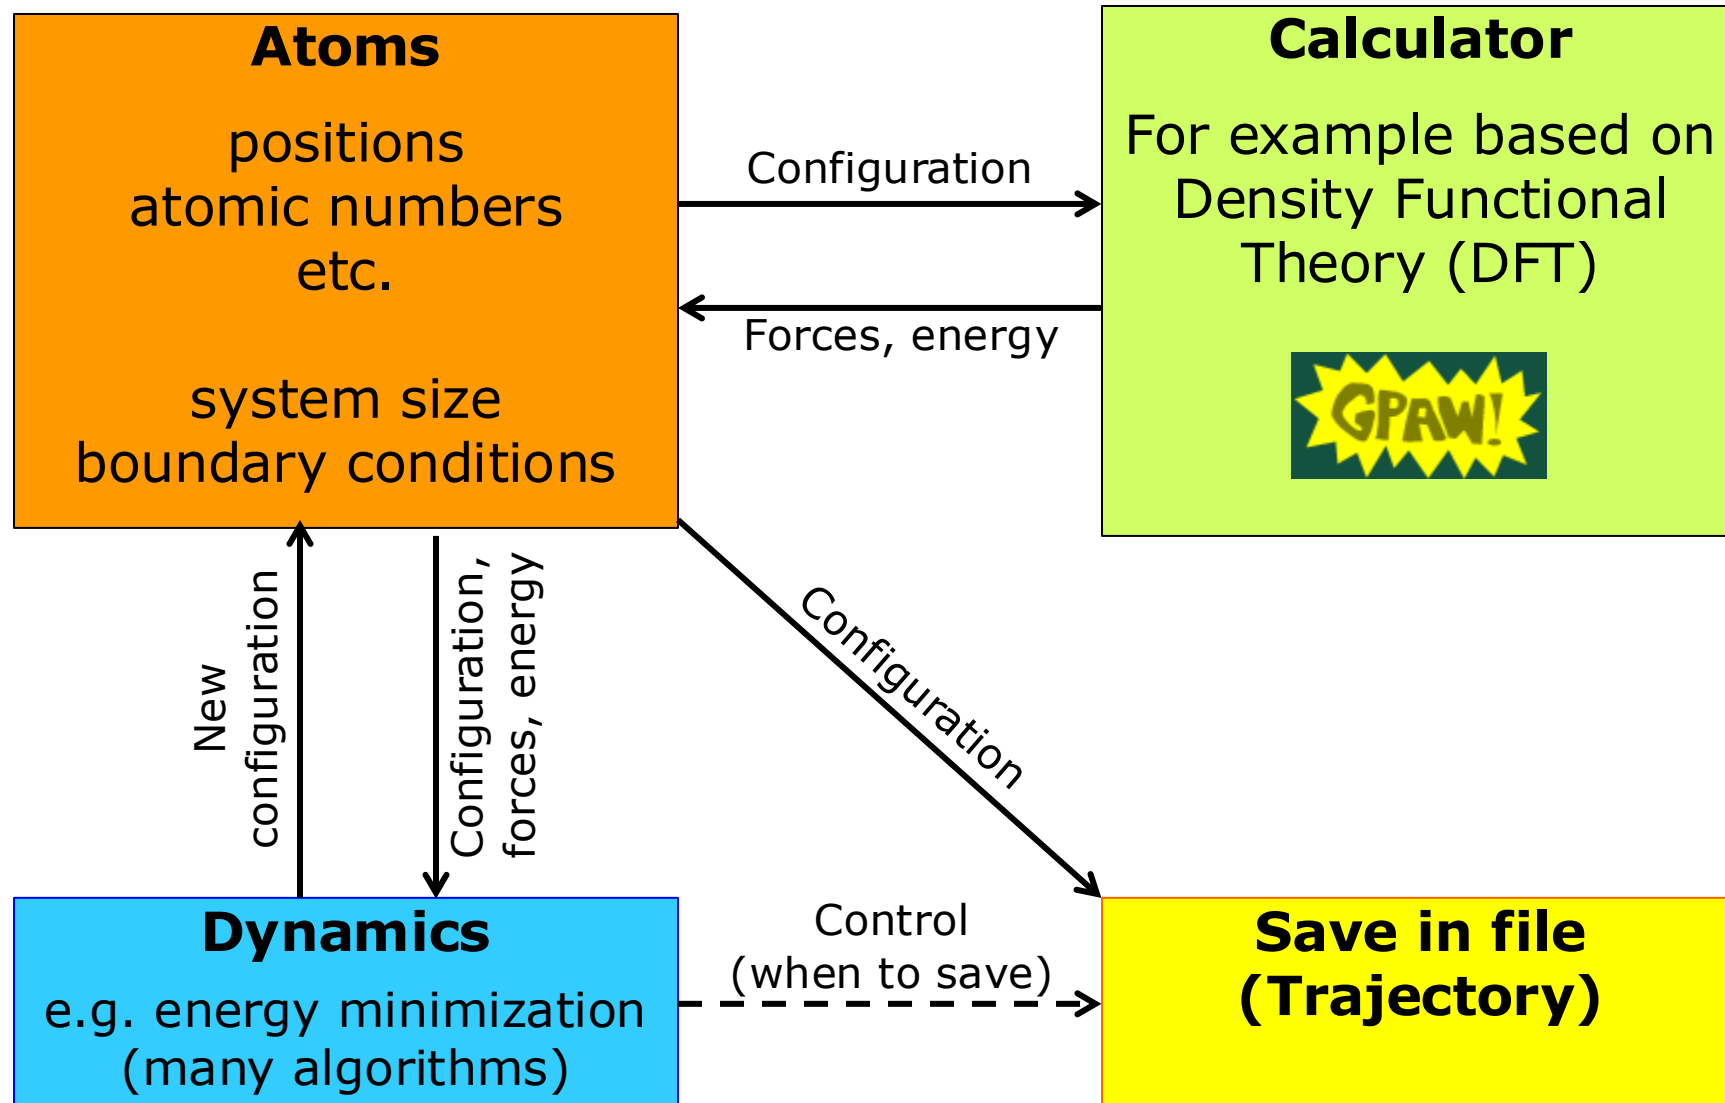 Atoms
positions
atomic numbers
etc.
system size
boundary conditions
Configuration
Forces, energy
Calculator
For example based on
Density Functional
Theory (DFT)
GPAW!
New
configuration
Configuration,
forces, energy
Configuration
Dynamics
e.g. energy minimization
(many algorithms)
Control
(when to save)
Save in file
(Trajectory)